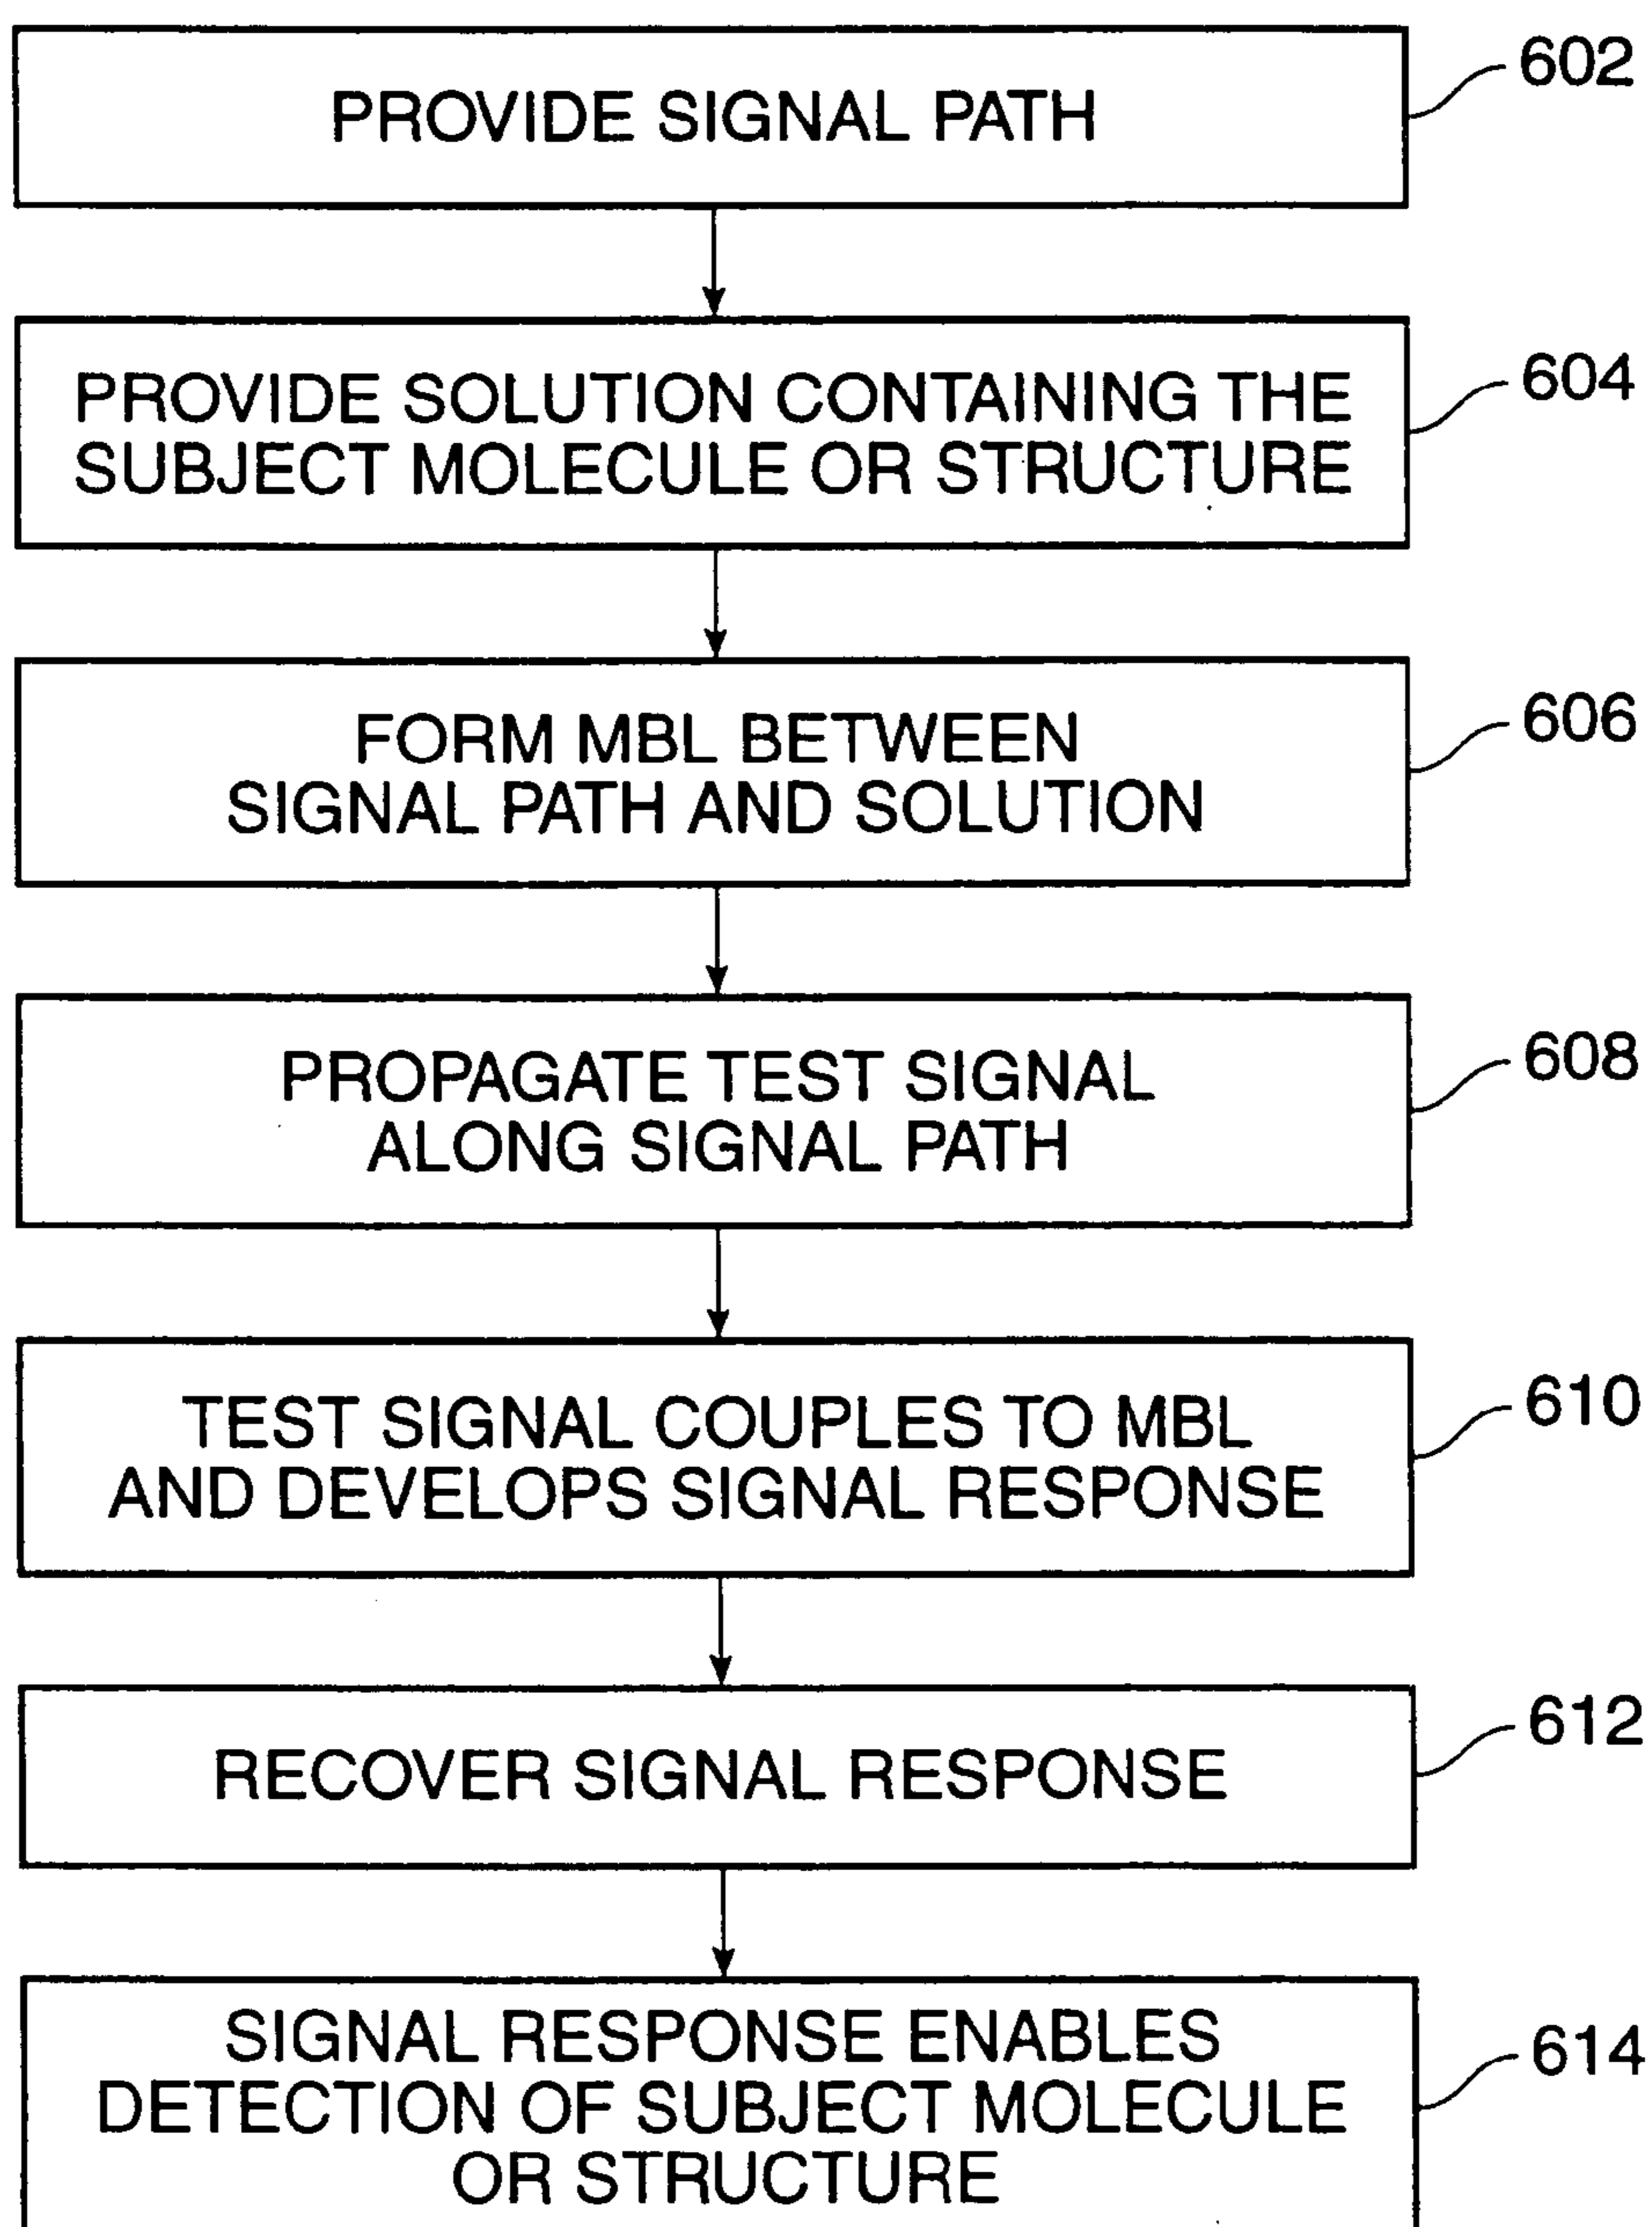 PROVIDE SIGNAL PATH
602
PROVIDE SOLUTION CONTAINING THE
SUBJECT MOLECULE OR STRUCTURE
604
FORM MBL BETWEEN
SIGNAL PATH AND SOLUTION
606
PROPAGATE TEST SIGNAL
ALONG SIGNAL PATH
608
TEST SIGNAL COUPLES TO MBL
AND DEVELOPS SIGNAL RESPONSE
610
RECOVER SIGNAL RESPONSE
612
SIGNAL RESPONSE ENABLES
DETECTION OF SUBJECT MOLECULE
OR STRUCTURE
614